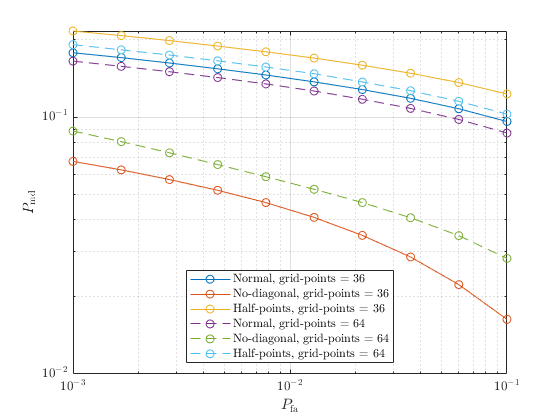 10⁻¹
P_md
10⁻²
Normal, grid-points = 36
No-diagonal, grid-points = 36
Half-points, grid-points = 36
Normal, grid-points = 64
No-diagonal, grid-points = 64
Half-points, grid-points = 64
10⁻³ 10⁻² 10⁻¹
P_fa